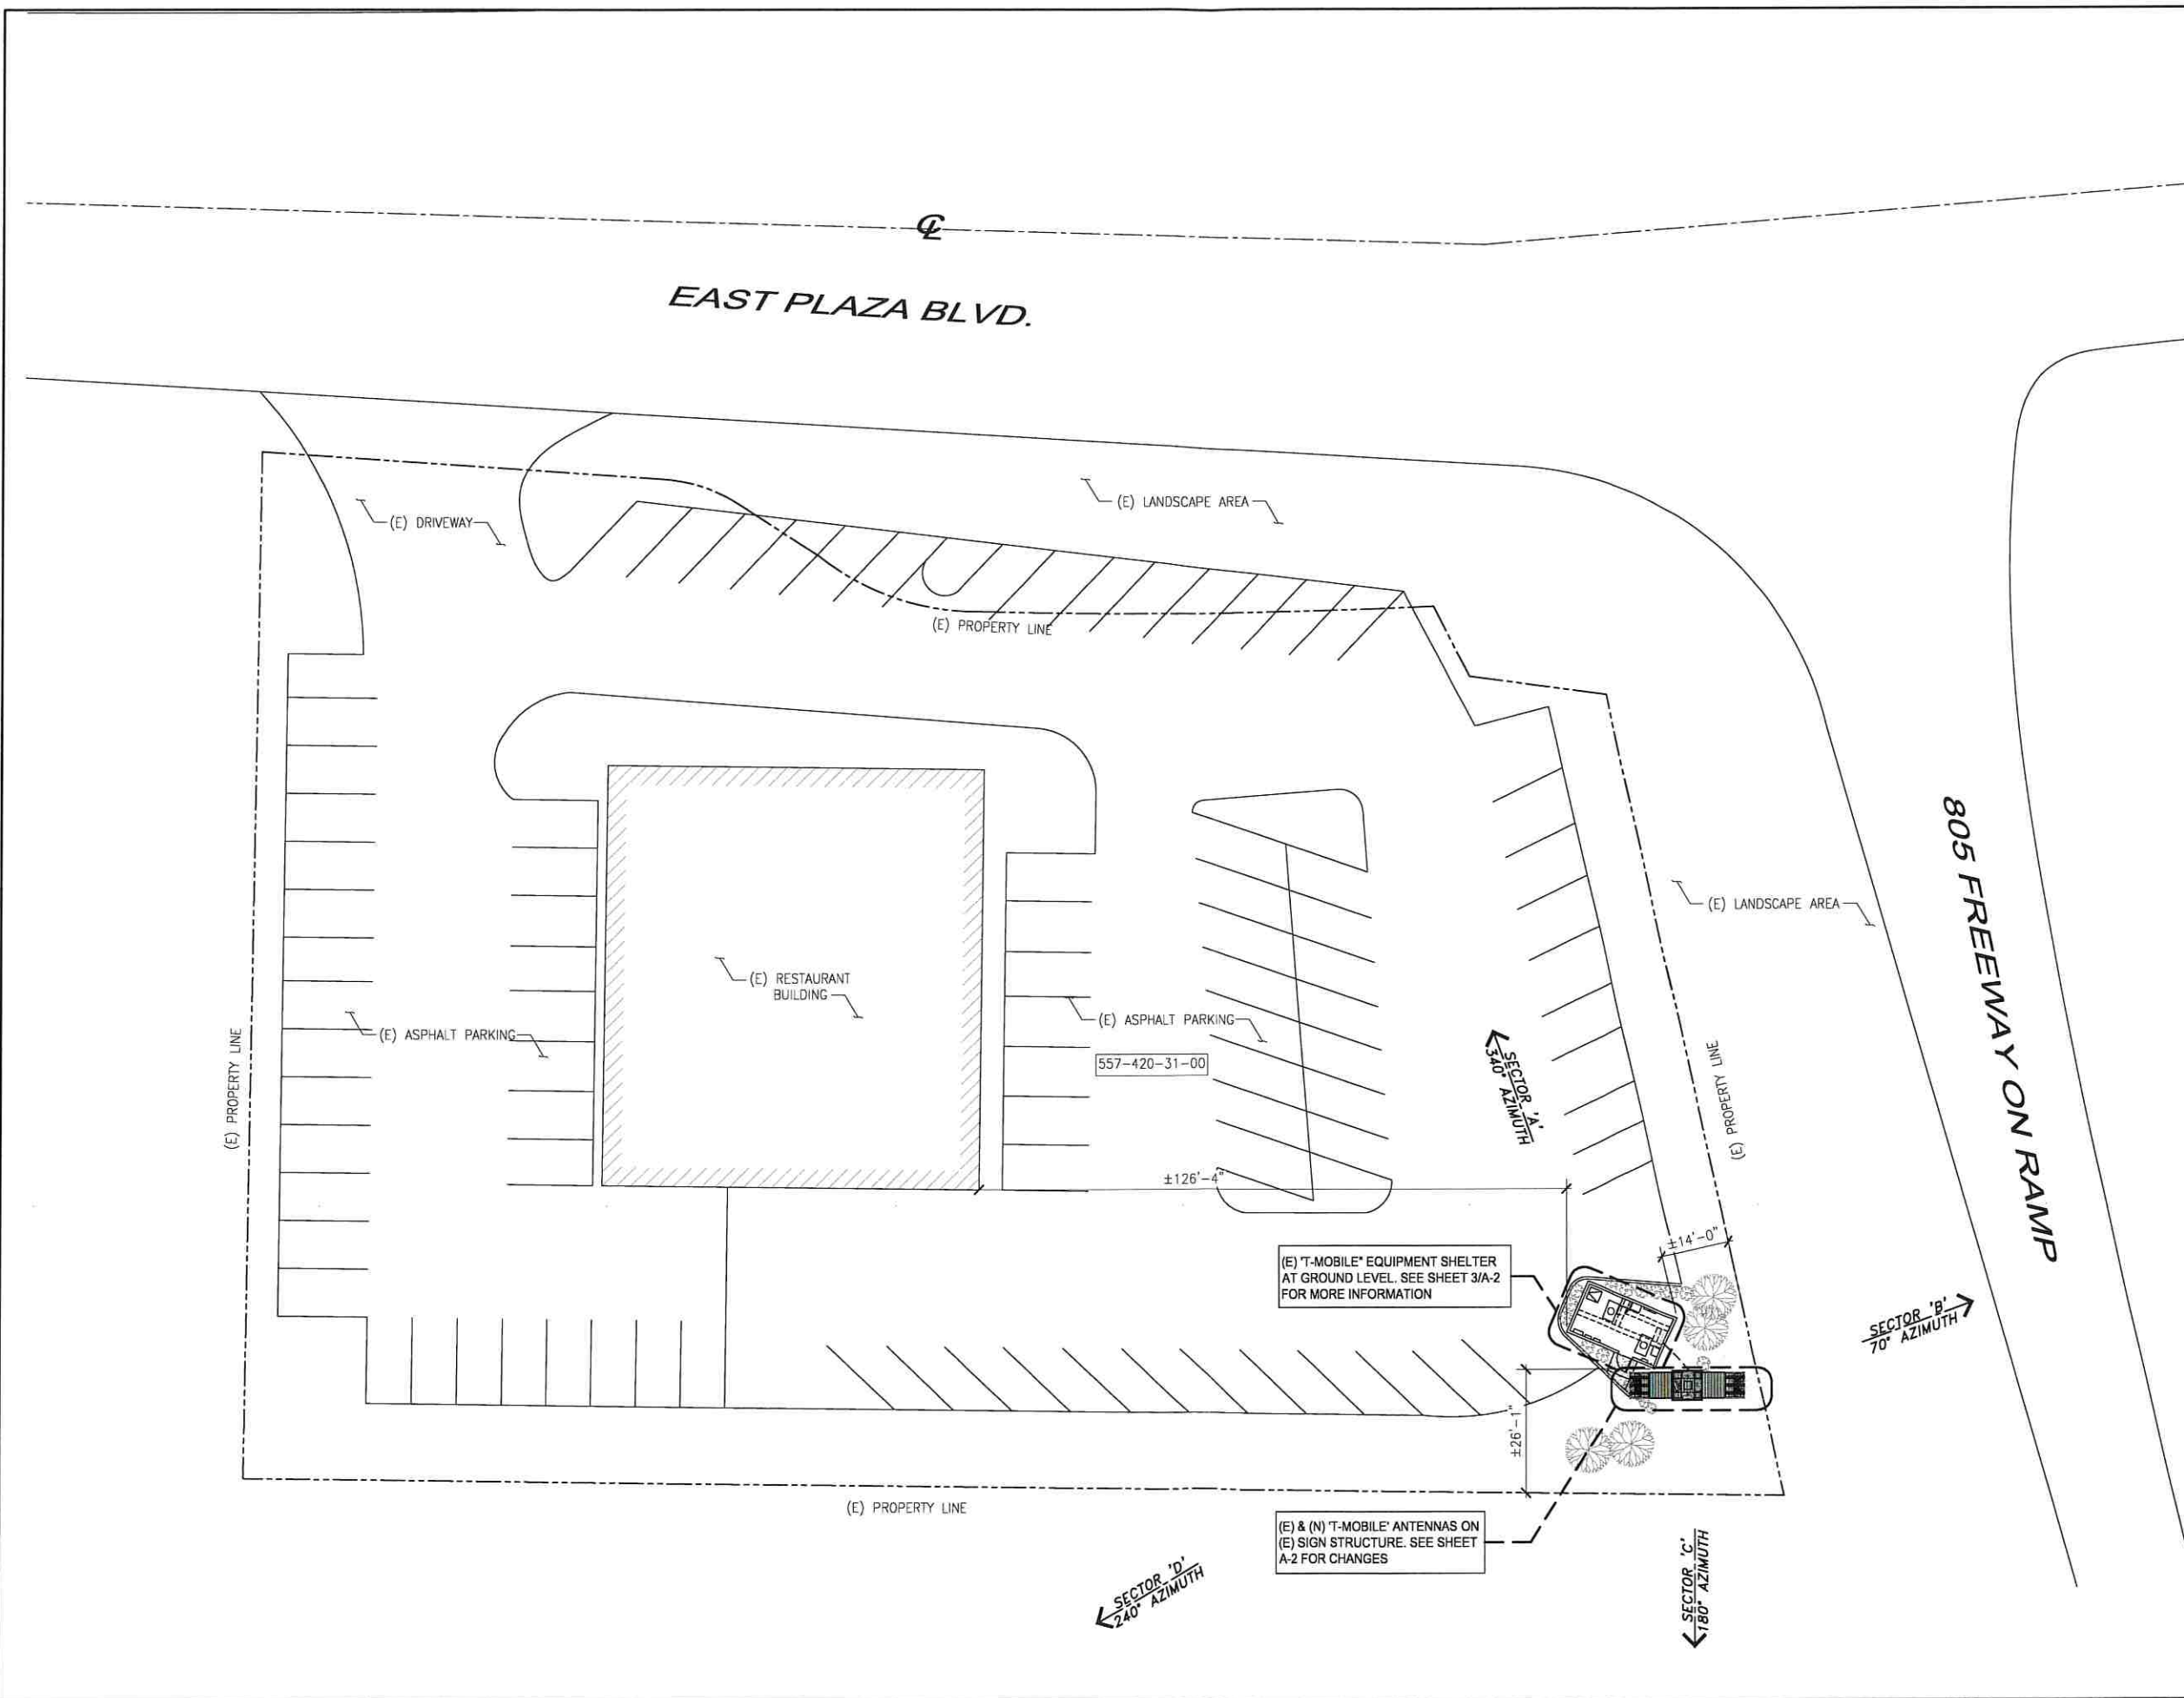 ℄
EAST PLAZA BLVD.
(E) LANDSCAPE AREA
(E) DRIVEWAY
(E) PROPERTY LINE
805 FREEWAY ON RAMP
(E) LANDSCAPE AREA
(E) RESTAURANT
BUILDING
(E) ASPHALT PARKING
(E) ASPHALT PARKING
557-420-31-00
(E) PROPERTY LINE
SECTOR 'A'
340° AZIMUTH
(E) PROPERTY LINE
±126'-4"
±14'-0"
(E) 'T-MOBILE" EQUIPMENT SHELTER
AT GROUND LEVEL. SEE SHEET 3/A-2
FOR MORE INFORMATION
SECTOR 'B'
70° AZIMUTH
±26'-1"
(E) PROPERTY LINE
(E) & (N) 'T-MOBILE' ANTENNAS ON
(E) SIGN STRUCTURE. SEE SHEET
A-2 FOR CHANGES
SECTOR 'D'
240° AZIMUTH
SECTOR 'C'
180° AZIMUTH